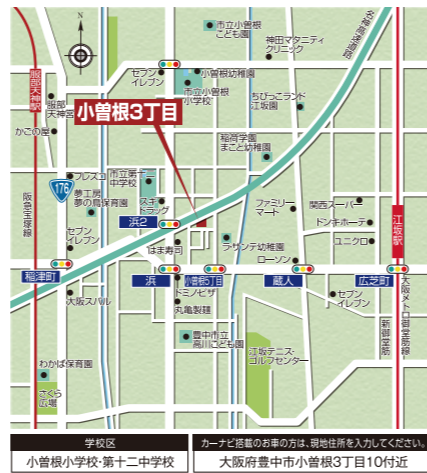 N
市立小曽根
こども園
名神高速道路
神田マタニティ
クリニック
服部天神駅
セブン
イレブン
小曽根幼稚園
市立小曽根
小学校
ちびっこランド
江坂園
服部
天神宮
小曽根3丁目
かごの屋
稲荷学園
まこと幼稚園
フレスコ
市立第十二
中学校
176
夢工房
夢の鳥保育園
スギ
ドラッグ
ファミリー
マート
関西スーパー
阪急宝塚線
浜2
ドン・キホーテ
江坂駅
セブン
イレブン
はま寿司
ラサンテ幼稚園
ユニクロ
ローソン
稲津町
浜
小曽根5丁目
蔵人
広芝町
大阪スバル
ドミノピザ
丸亀製麺
セブン
イレブン
新御堂筋
大阪メトロ御堂筋線
豊中市立
高川こども園
江坂テニス・
ゴルフセンター
わかば保育園
さくら
広場
学校区
小曽根小学校・第十二中学校
カーナビ搭載のお車の方は、現地住所を入力してください。
大阪府豊中市小曽根3丁目10付近